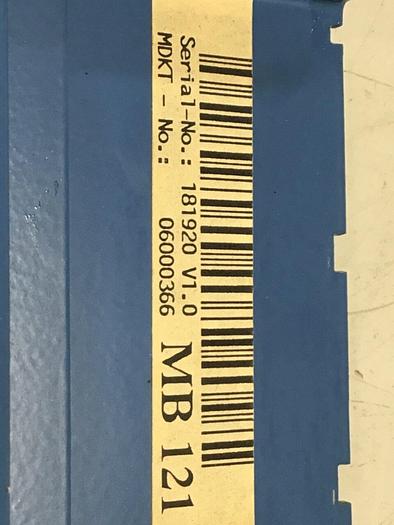 Serial-No.: 181920 V1.0
MDKT - No.: 06000366
MB 121